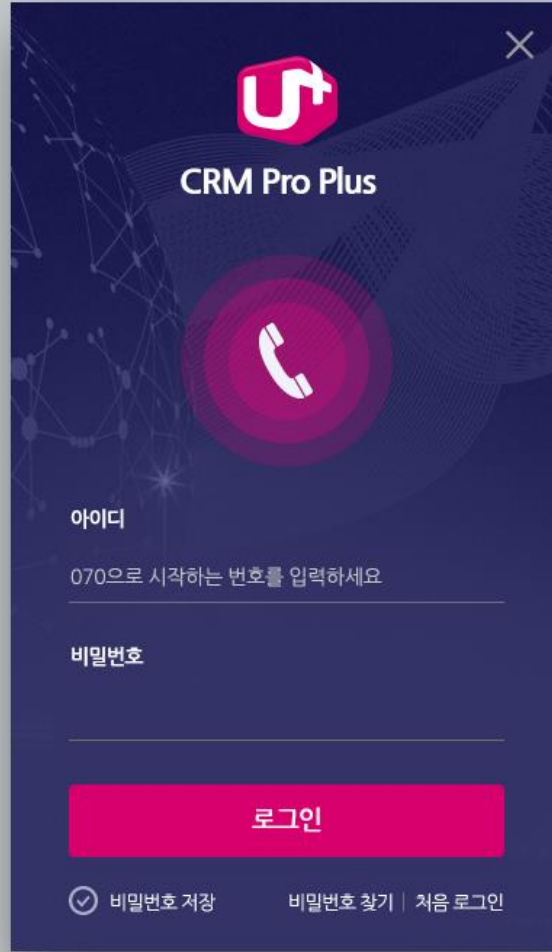 U+
CRM Pro Plus
아이디
070으로 시작하는 번호를 입력하세요
비밀번호
로그인
비밀번호 저장 비밀번호 찾기 | 처음 로그인